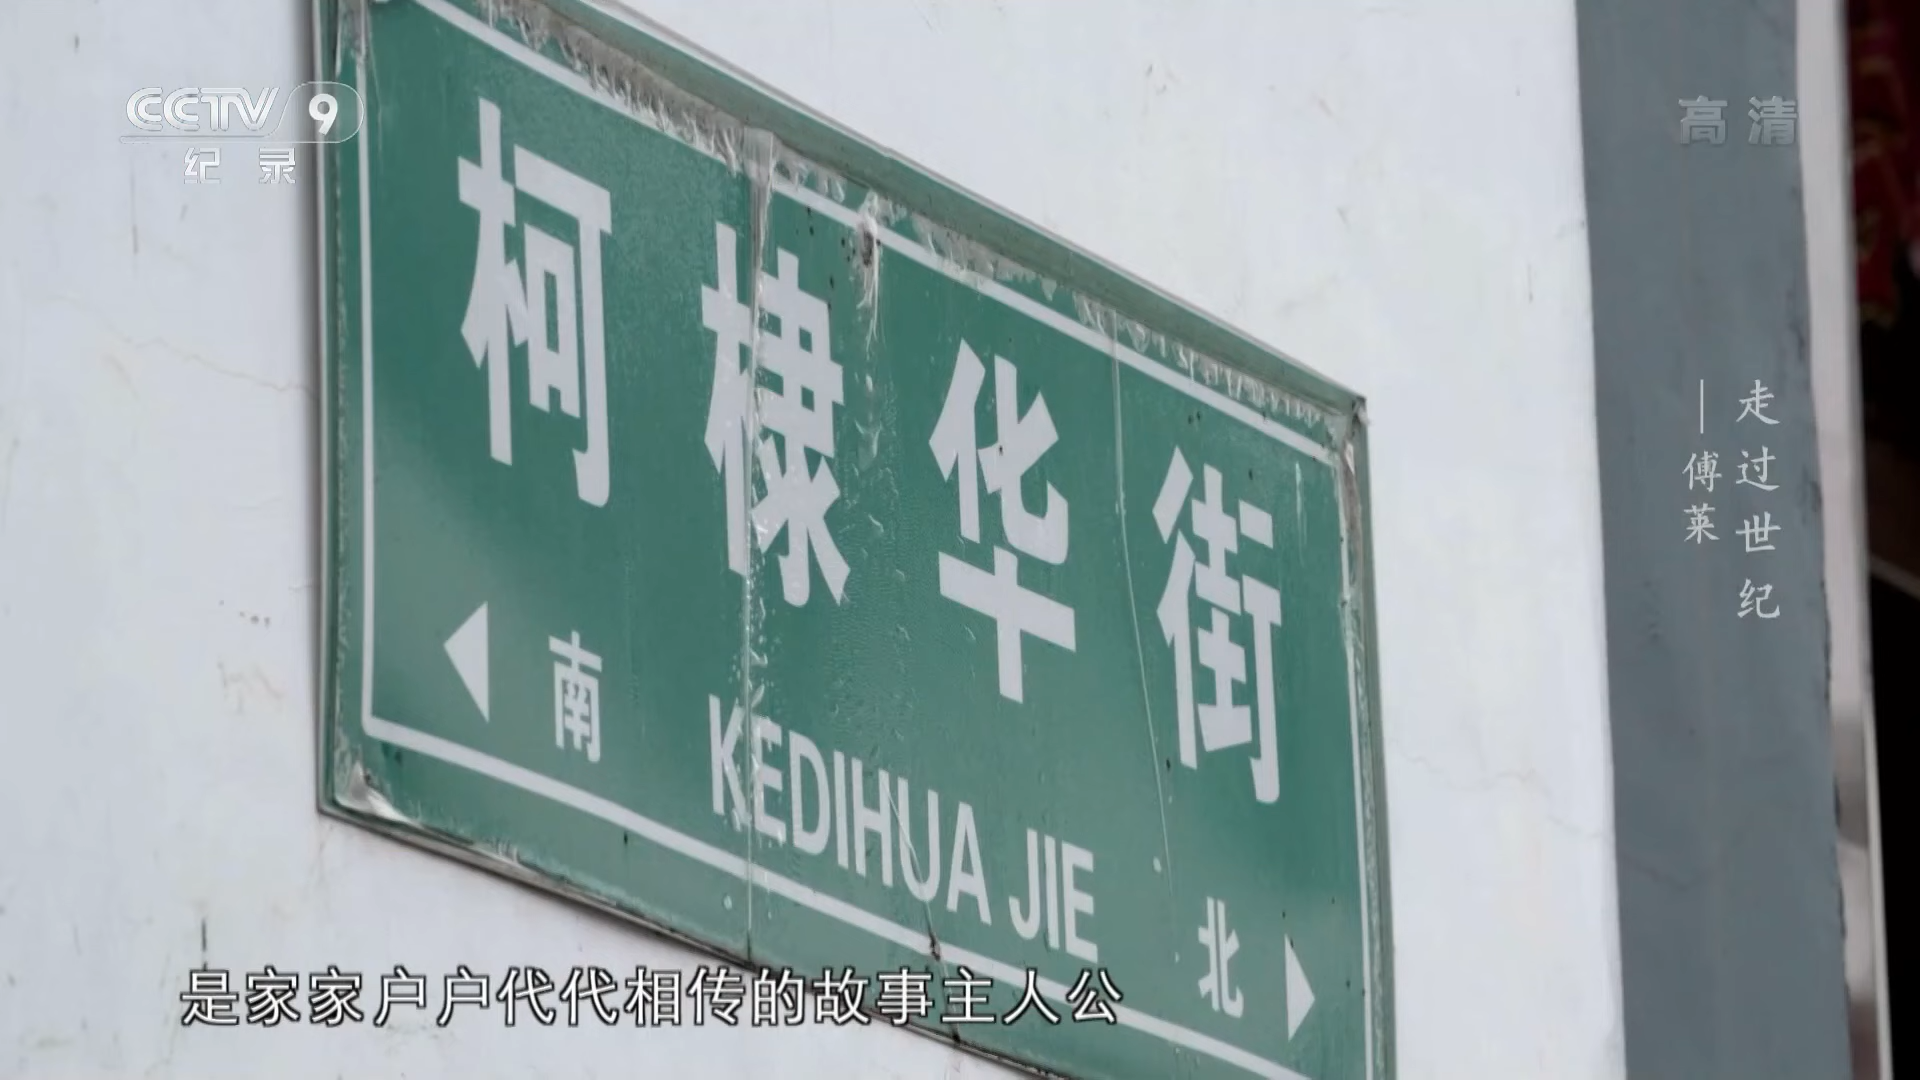 CCTV 9
纪录
高清
柯棣华街
南
KEDIHUA JIE
北
走过世纪
—傅莱
是家家户户代代相传的故事主人公